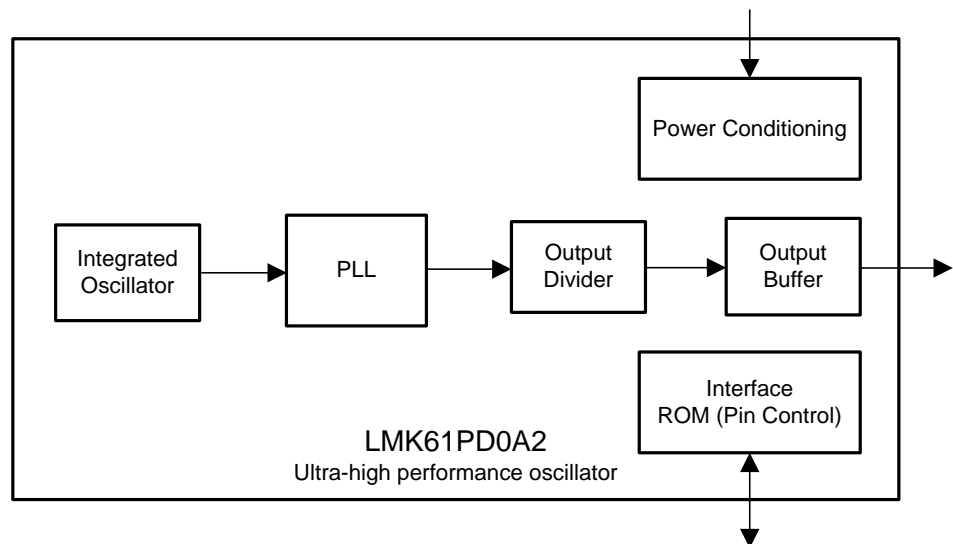 Power Conditioning
Integrated
Oscillator
PLL
Output
Divider
Output
Buffer
Interface
ROM (Pin Control)
LMK61PD0A2
Ultra-high performance oscillator